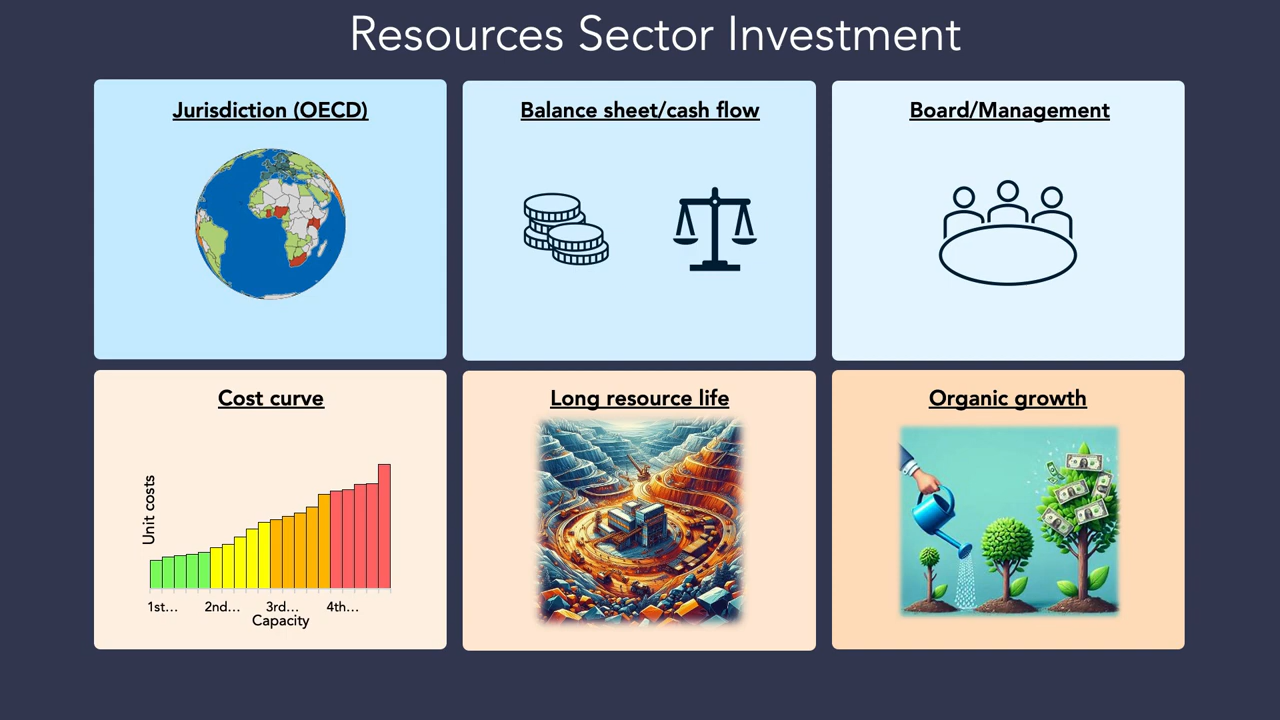 Resources Sector Investment
Jurisdiction (OECD)
Balance sheet/cash flow
Board/Management
Cost curve
Unit costs
1st… 2nd… 3rd… 4th…
Capacity
Long resource life
Organic growth